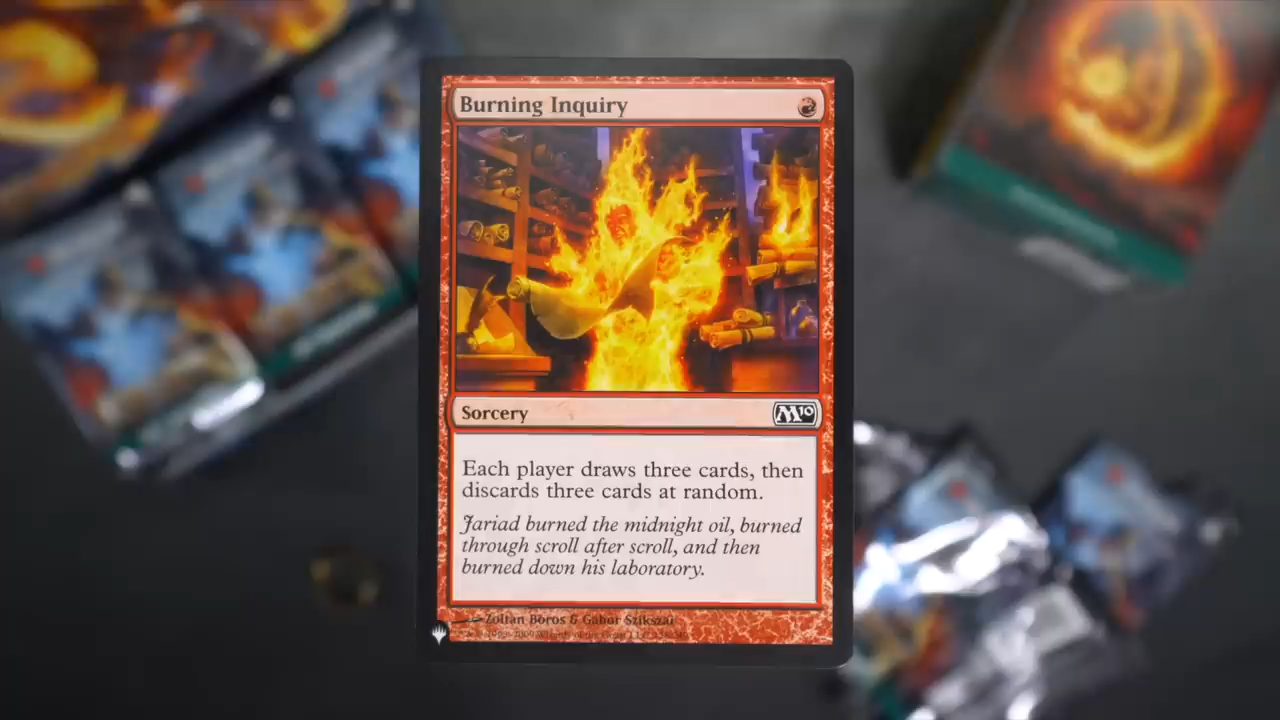 Burning Inquiry
Sorcery
M10
Each player draws three cards, then
discards three cards at random.
Jariad burned the midnight oil, burned
through scroll after scroll, and then
burned down his laboratory.
Zoltan Boros & Gabor Szikszai